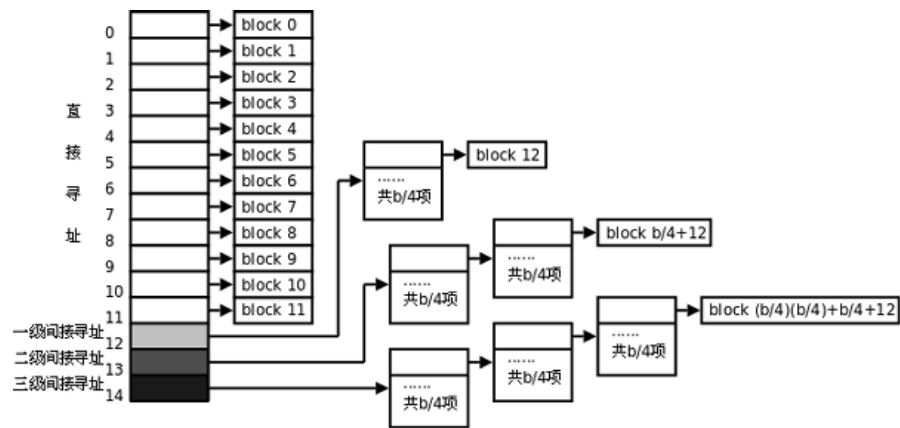 0 block 0
1 block 1
2 block 2
直 3 block 3
4 block 4
接 5 block 5 block 12
6 block 6 ...... 共b/4项
寻 7 block 7
址 8 block 8 block b/4+12
9 block 9 ......
10 block 10 ...... 共b/4项
11 block 11 共b/4项 block (b/4)(b/4)+b/4+12
一级间接寻址 12 ......
二级间接寻址 13 ...... 共b/4项
三级间接寻址 14 ...... 共b/4项
共b/4项